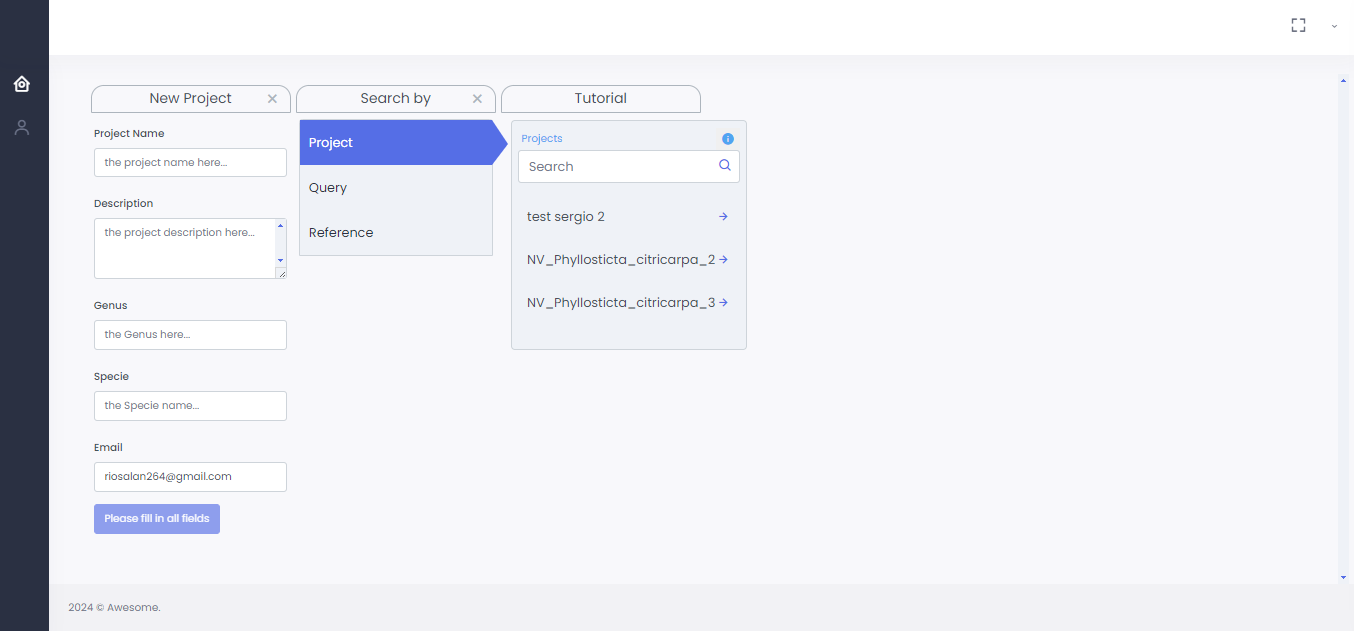 New Project
Search by
Tutorial
Project Name
the project name here...
Description
the project description here...
Genus
the Genus here...
Specie
the Specie name...
Email
riosalan264@gmail.com
Please fill in all fields
Project
Query
Reference
Projects
Search
test sergio 2
NV_Phyllosticta_citricarpa_2
NV_Phyllosticta_citricarpa_3
2024 © Awesome.